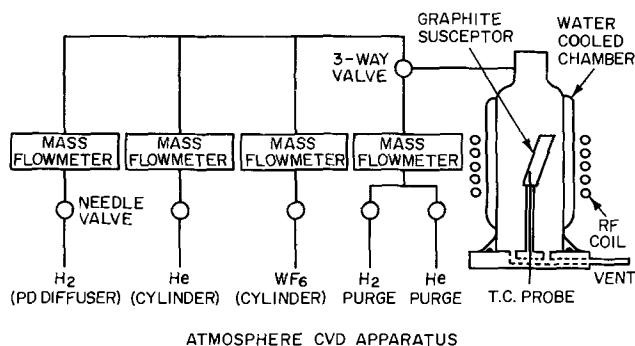 GRAPHITE
SUSCEPTOR
WATER
COOLED
CHAMBER
3-WAY
VALVE
MASS
FLOWMETER
MASS
FLOWMETER
MASS
FLOWMETER
MASS
FLOWMETER
NEEDLE
VALVE
RF
COIL
H2
(PD DIFFUSER)
He
(CYLINDER)
WF6
(CYLINDER)
H2
PURGE
He
PURGE
T.C. PROBE
VENT
ATMOSPHERE CVD APPARATUS